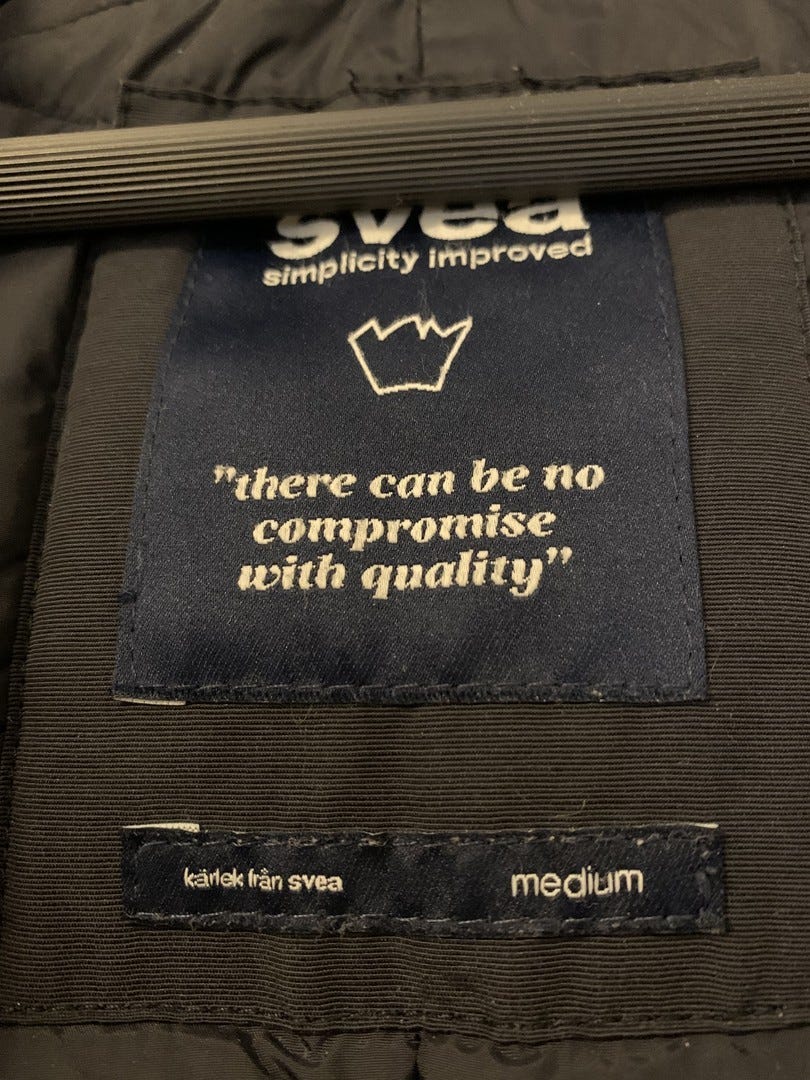 svea
simplicity improved
"there can be no
compromise
with quality"
kärlek från svea
medium